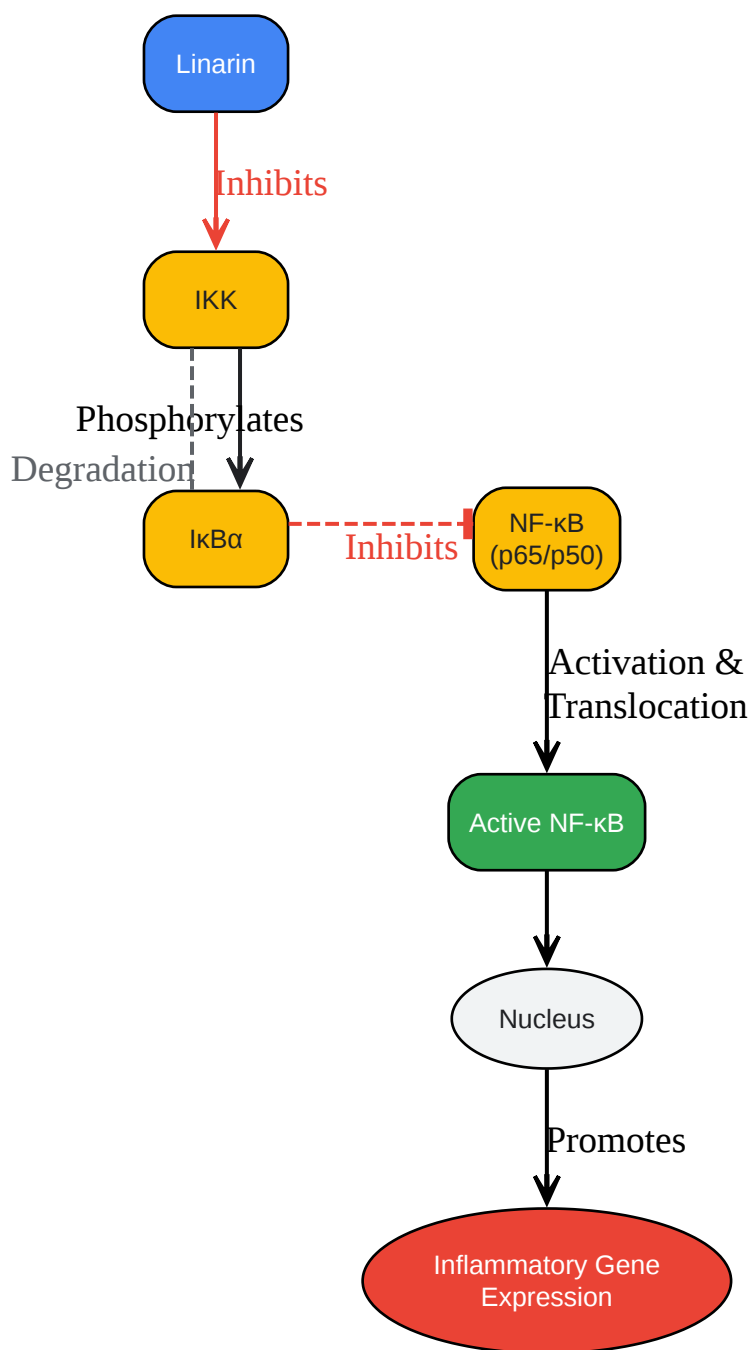 Linarin
Inhibits
IKK
Phosphorylates
Degradation
IκBα
Inhibits
NF-κB
(p65/p50)
Activation &
Translocation
Active NF-κB
Nucleus
Promotes
Inflammatory Gene
Expression